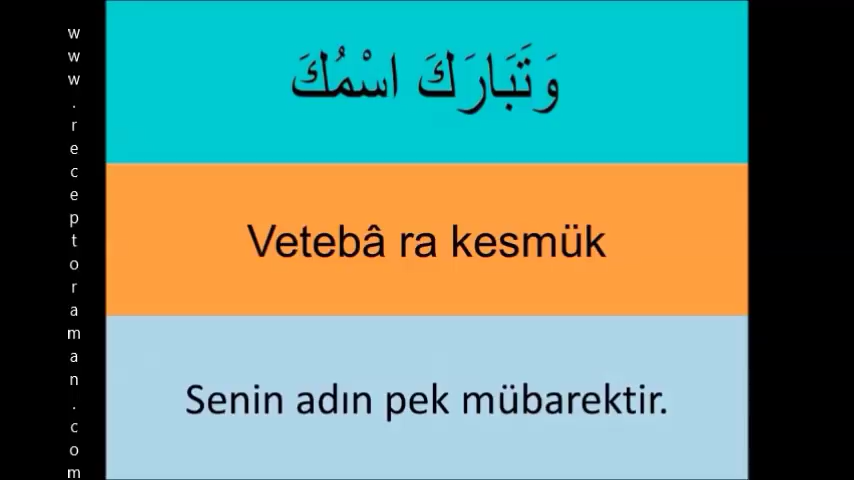 www.receptoraman.com
وَتَبَارَكَ اسْمُكَ
Vetebâ ra kesmük
Senin adın pek mübarektir.